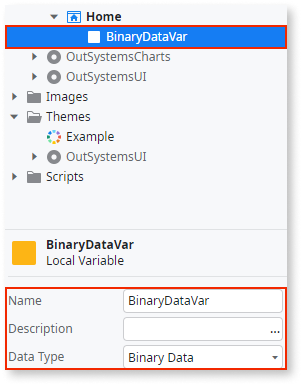 Home
BinaryDataVar
OutSystemsCharts
OutSystemsUI
Images
Themes
Example
OutSystemsUI
Scripts
BinaryDataVar
Local Variable
Name BinaryDataVar
Description ...
Data Type Binary Data